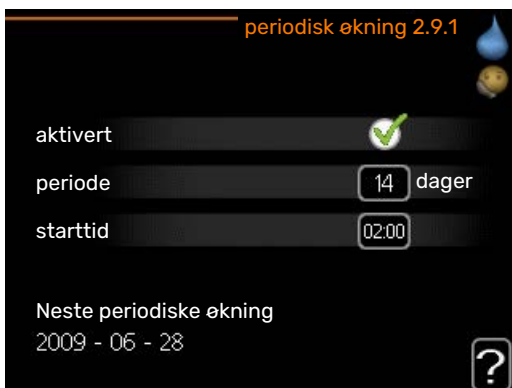 periodisk økning 2.9.1
aktivert
periode 14 dager
starttid 02:00
Neste periodiske økning
2009 - 06 - 28
?